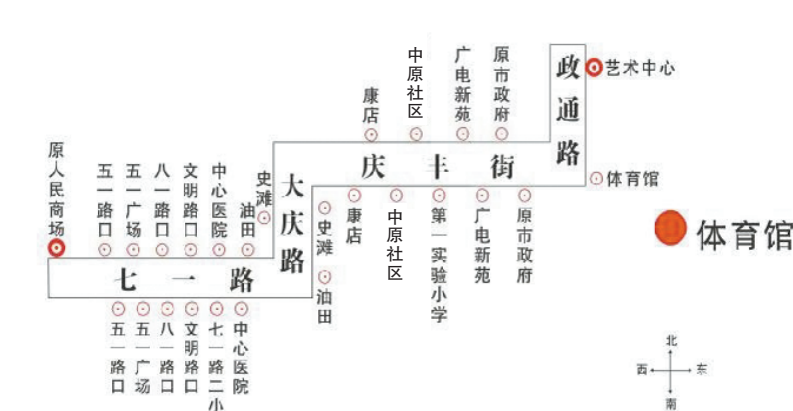 原人民商场
五一路口
五一广场
八一路口
文明路口
中心医院
油田
史滩
康店
中原社区
广电新苑
原市政府
艺术中心
七一路
大庆路
庆丰街
政通路
五一路口
五一广场
八一路口
文明路口
七一路二小
中心医院
油田
史滩
康店
中原社区
第一实验小学
广电新苑
原市政府
体育馆
体育馆
北
西
东
南